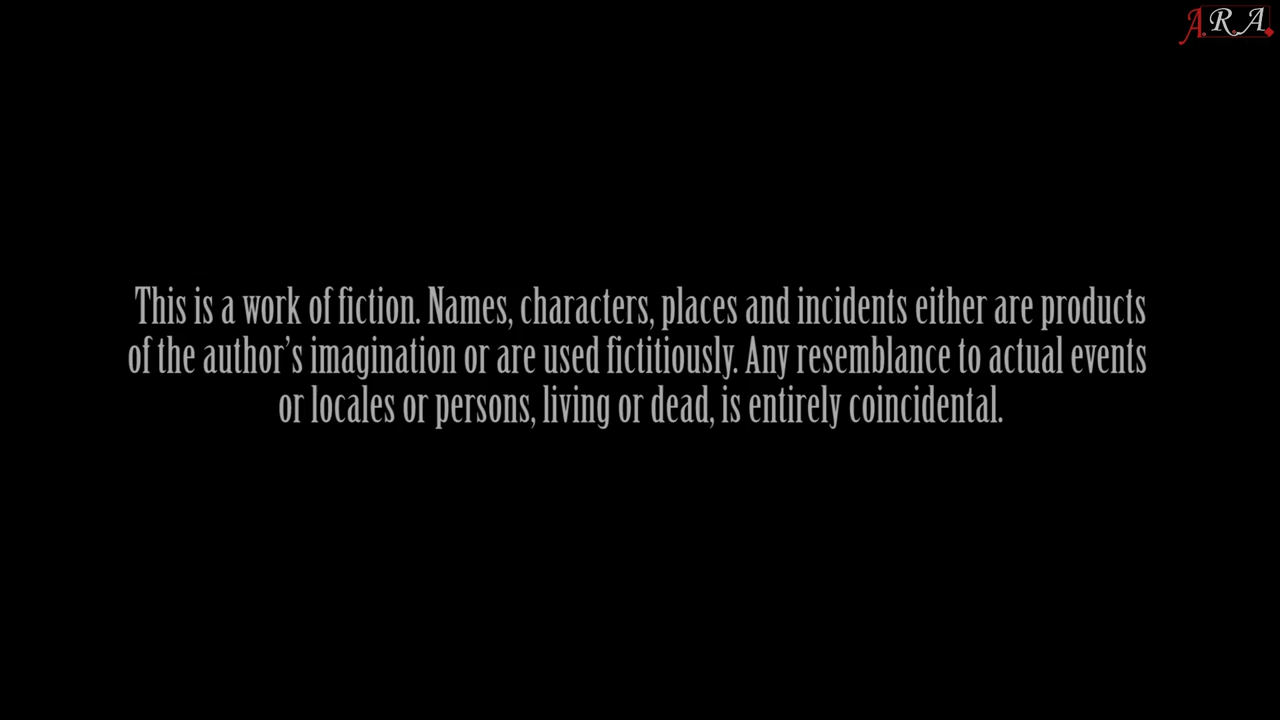 A.R.A.
This is a work of fiction. Names, characters, places and incidents either are products
of the author’s imagination or are used fictitiously. Any resemblance to actual events
or locales or persons, living or dead, is entirely coincidental.